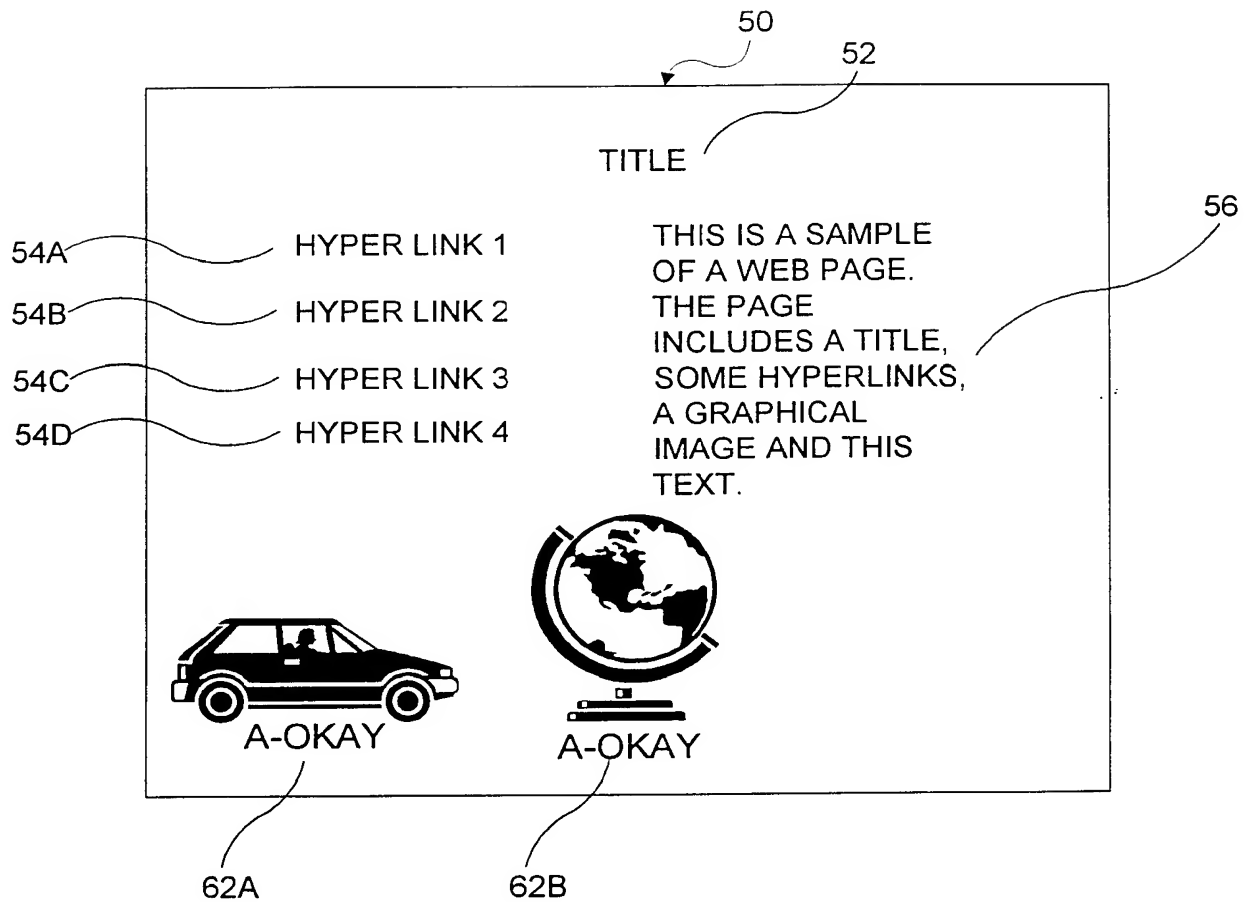 50
52
TITLE
56
54A
HYPER LINK 1
54B
HYPER LINK 2
54C
HYPER LINK 3
54D
HYPER LINK 4
THIS IS A SAMPLE
OF A WEB PAGE.
THE PAGE
INCLUDES A TITLE,
SOME HYPERLINKS,
A GRAPHICAL
IMAGE AND THIS
TEXT.
A-OKAY
A-OKAY
62A
62B